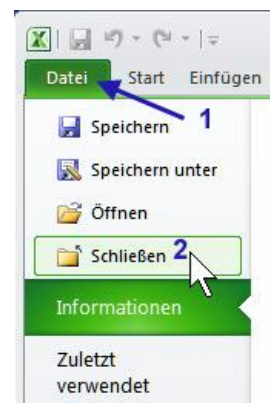 Datei Start Einfügen
1
Speichern
Speichern unter
Öffnen
Schließen 2
Informationen
Zuletzt
verwendet